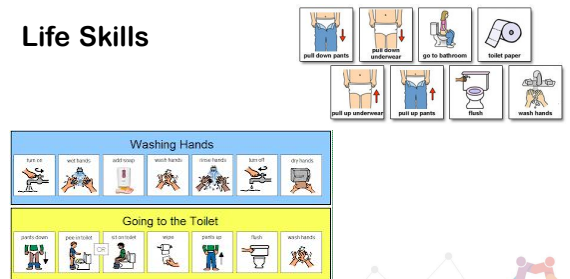 Life Skills
pull down pants
pull down
underwear
go to bathroom
toilet paper
pull up underwear
pull up pants
flush
wash hands
Washing Hands
turn on
wet hands
add soap
wash hands
rinse hands
turn off
dry hands
Going to the Toilet
pants down
pee in toilet
OR
sit on toilet
wipe
pants up
flush
wash hands